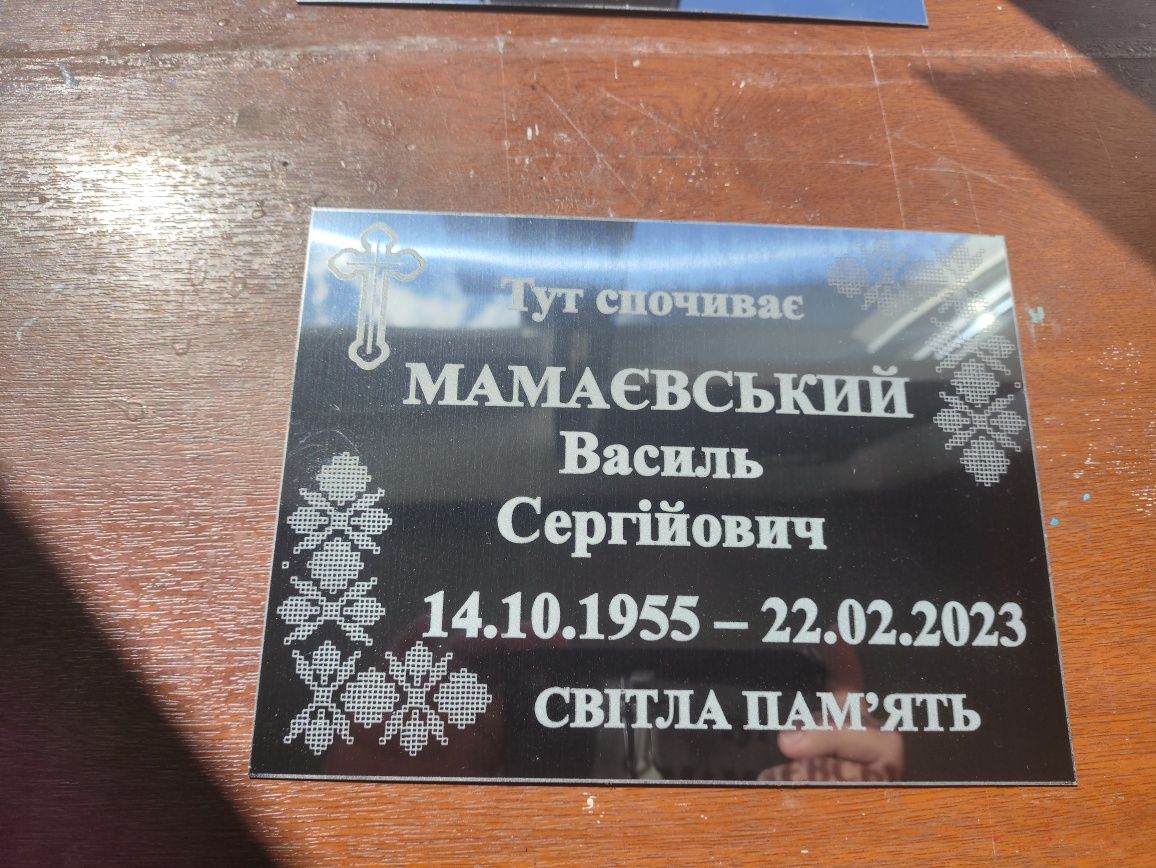 Тут спочиває
МАМАЄВСЬКИЙ
Василь
Сергійович
14.10.1955 – 22.02.2023
СВІТЛА ПАМ’ЯТЬ